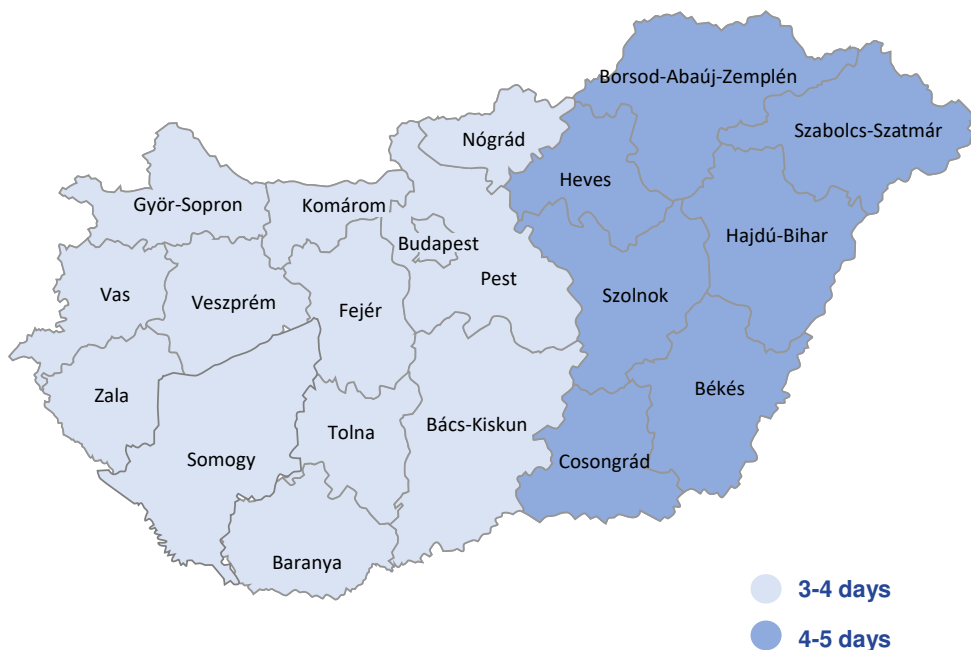 Borsod-Abaúj-Zemplén
Szabolcs-Szatmár
Nógrád
Heves
Györ-Sopron
Komárom
Hajdú-Bihar
Budapest
Pest
Vas
Veszprém
Fejér
Szolnok
Zala
Békés
Bács-Kiskun
Tolna
Somogy
Cosongrád
Baranya
3-4 days
4-5 days